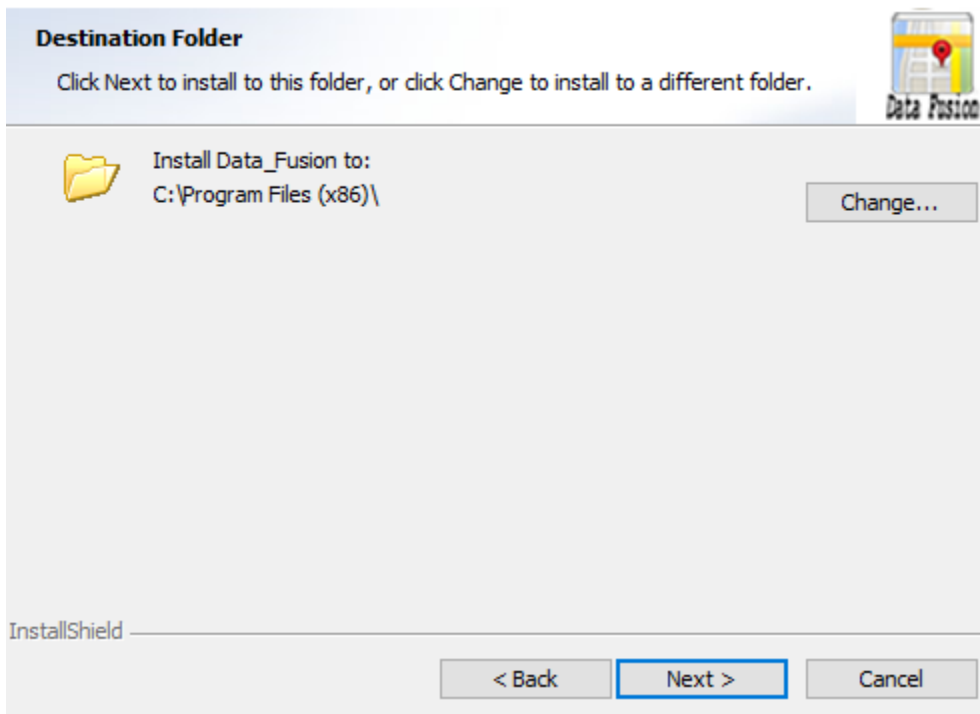 Destination Folder
Click Next to install to this folder, or click Change to install to a different folder.
Data Fusion
Install Data_Fusion to:
C:\Program Files (x86)\
Change...
InstallShield
< Back
Next >
Cancel